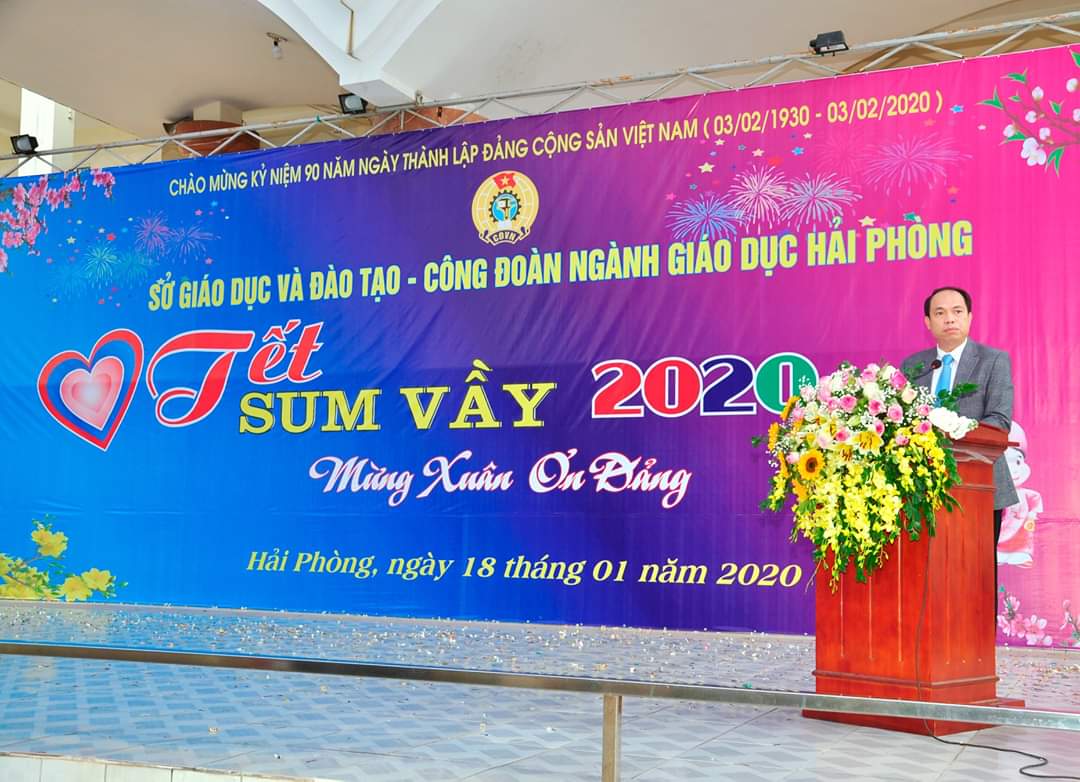 CHÀO MỪNG KỶ NIỆM 90 NĂM NGÀY THÀNH LẬP ĐẢNG CỘNG SẢN VIỆT NAM ( 03/02/1930 - 03/02/2020 )
CĐVN
SỞ GIÁO DỤC VÀ ĐÀO TẠO - CÔNG ĐOÀN NGÀNH GIÁO DỤC HẢI PHÒNG
Tết
SUM VẦY 2020
Mừng Xuân Ơn Đảng
Hải Phòng, ngày 18 tháng 01 năm 2020